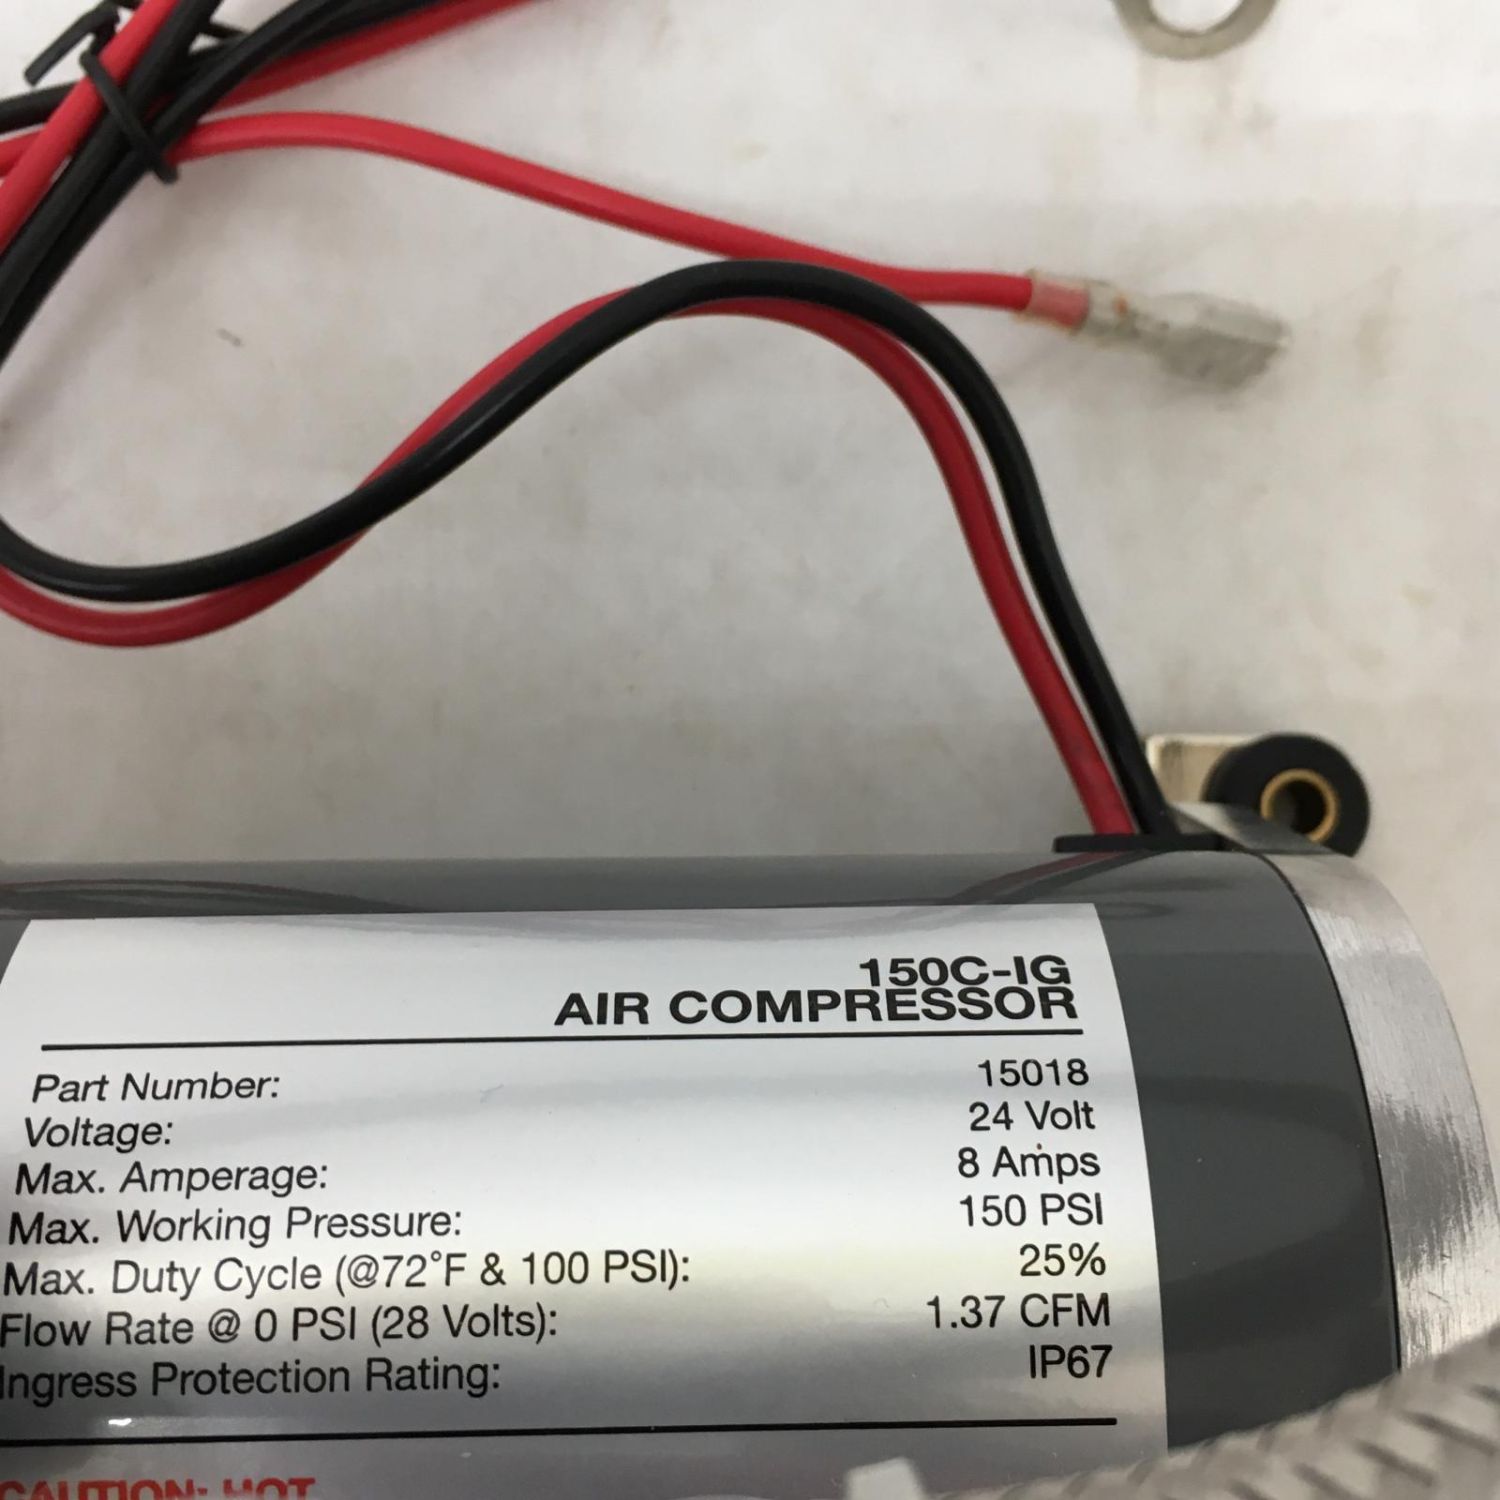 150C-IG
AIR COMPRESSOR
Part Number: 15018
Voltage: 24 Volt
Max. Amperage: 8 Amps
Max. Working Pressure: 150 PSI
Max. Duty Cycle (@72°F & 100 PSI): 25%
Flow Rate @ 0 PSI (28 Volts): 1.37 CFM
Ingress Protection Rating: IP67
CAUTION: HOT